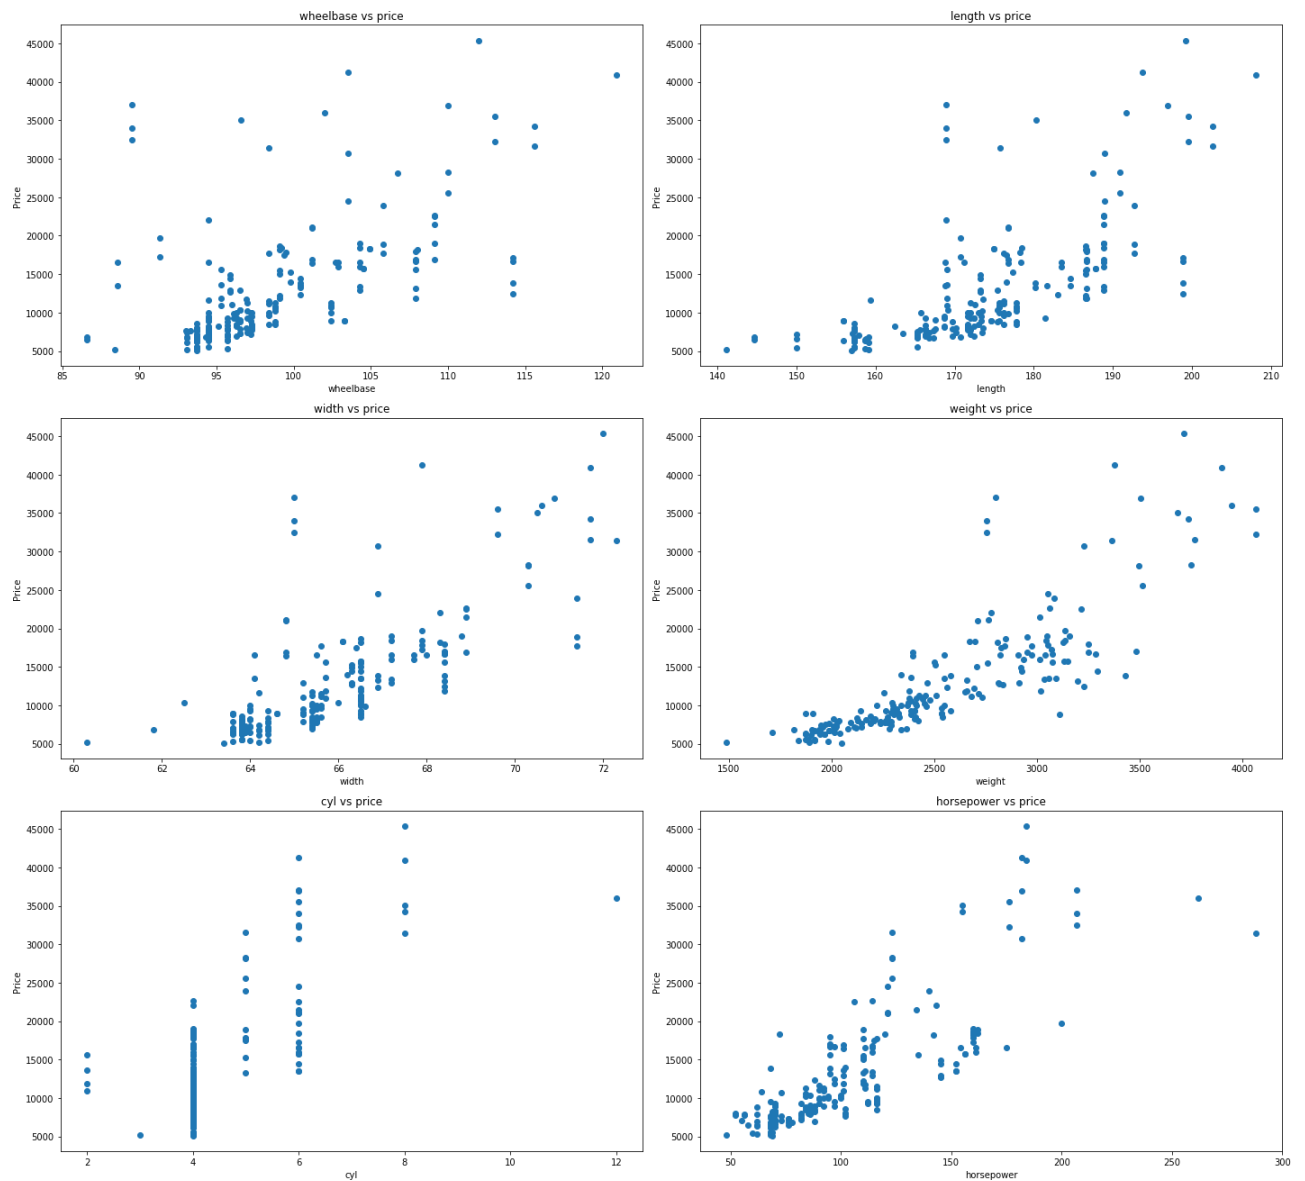 wheelbase vs price
length vs price
45000
40000
35000
30000
25000
20000
15000
10000
5000
Price
85 90 95 100 105 110 115 120
wheelbase
45000
40000
35000
30000
25000
20000
15000
10000
5000
Price
140 150 160 170 180 190 200 210
length
width vs price
weight vs price
45000
40000
35000
30000
25000
20000
15000
10000
5000
Price
60 62 64 66 68 70 72
width
45000
40000
35000
30000
25000
20000
15000
10000
5000
Price
1500 2000 2500 3000 3500 4000
weight
cyl vs price
horsepower vs price
45000
40000
35000
30000
25000
20000
15000
10000
5000
Price
2 4 6 8 10 12
cyl
45000
40000
35000
30000
25000
20000
15000
10000
5000
Price
50 100 150 200 250 300
horsepower